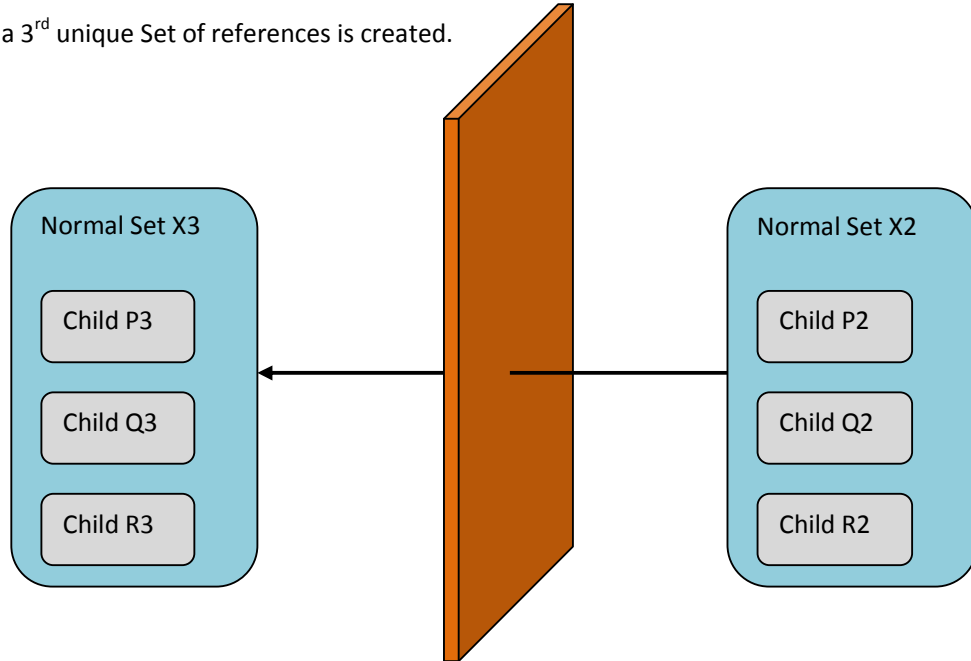 a 3rd unique Set of references is created.
Normal Set X3
Child P3
Child Q3
Child R3
Normal Set X2
Child P2
Child Q2
Child R2